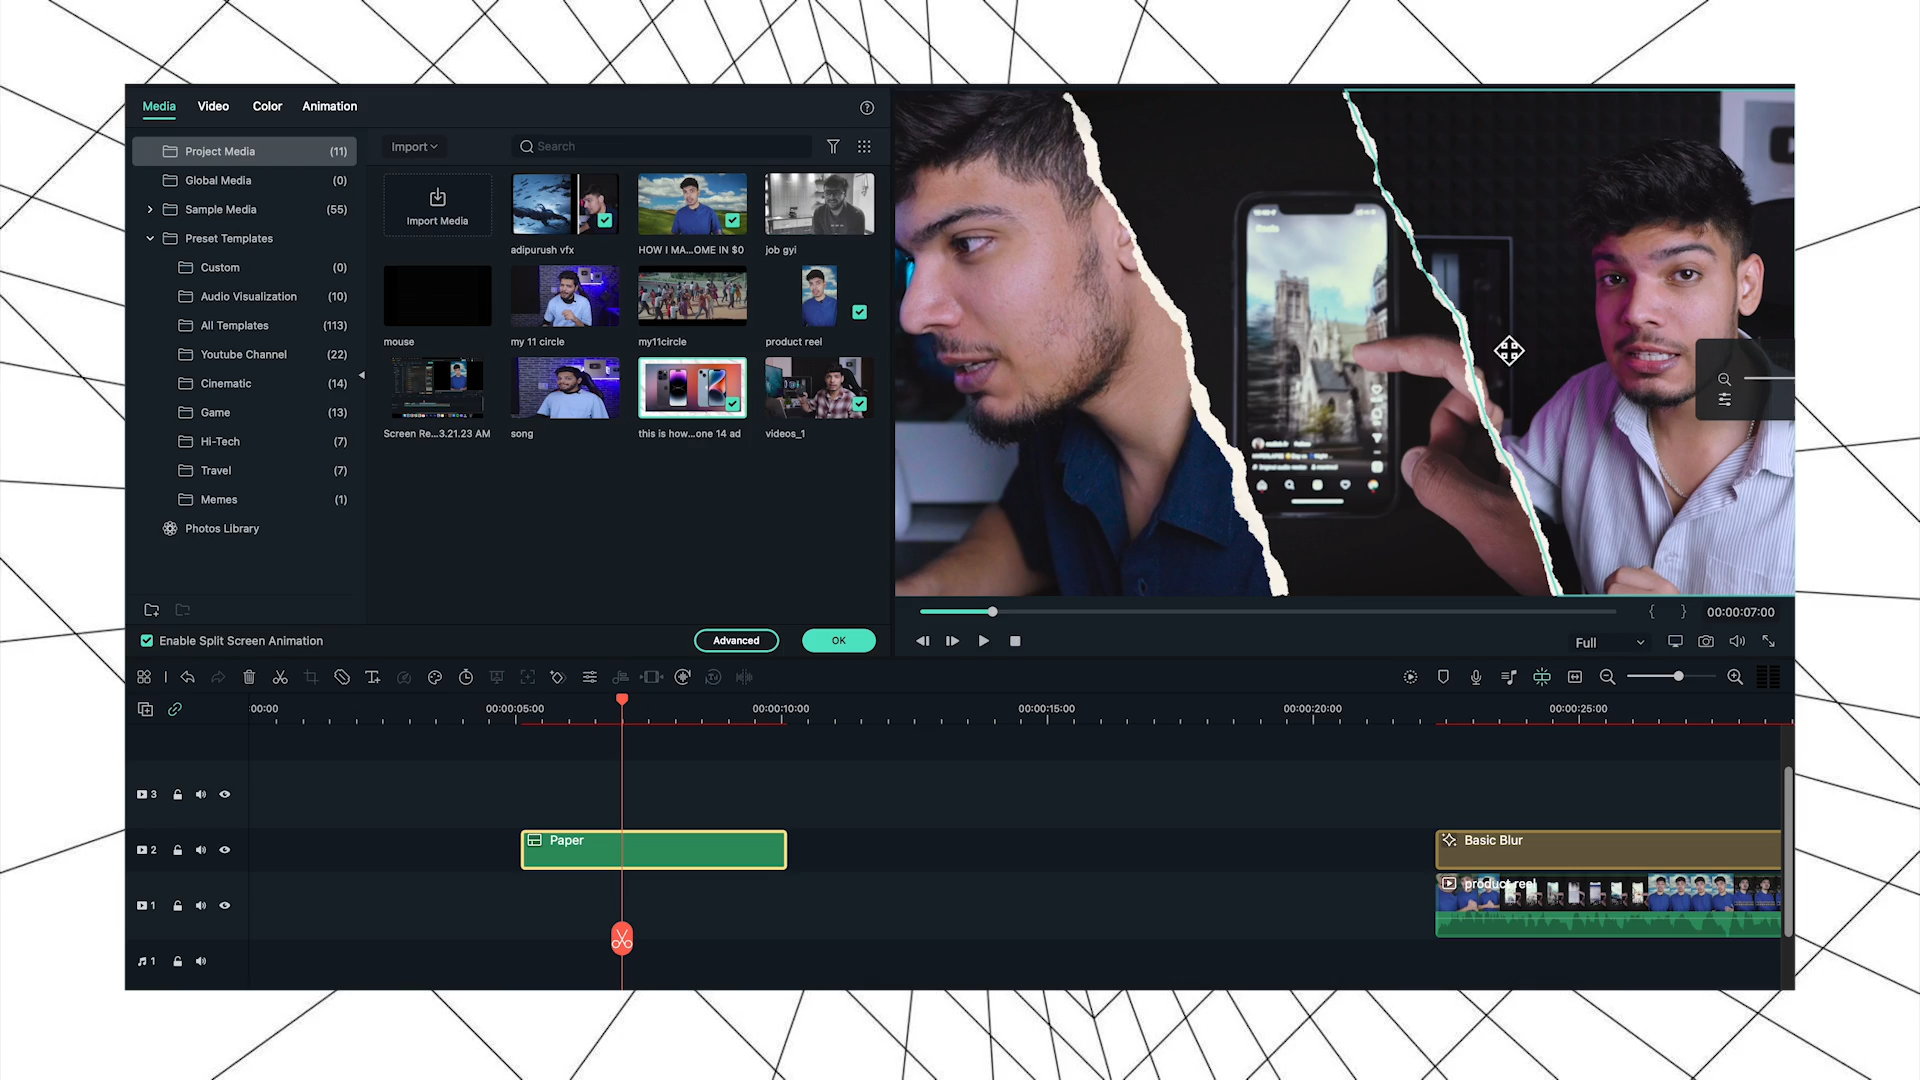 Media Video Color Animation
Project Media (11)
Global Media (0)
Sample Media (55)
Preset Templates
Custom (0)
Audio Visualization (10)
All Templates (113)
Youtube Channel (22)
Cinematic (14)
Game (13)
Hi-Tech (7)
Travel (7)
Memes (1)
Photos Library
Import
Search
Import Media
adipurush vfx
HOW I MA...OME IN $0
job gyi
mouse
my 11 circle
my11circle
product reel
Screen Re...3.21.23 AM
song
this is how...one 14 ad
videos_1
Enable Split Screen Animation
Advanced
OK
00:00:07:00
Full
:00:00
00:00:05:00
00:00:10:00
00:00:15:00
00:00:20:00
00:00:25:00
3
2
Paper
Basic Blur
1
product reel
1